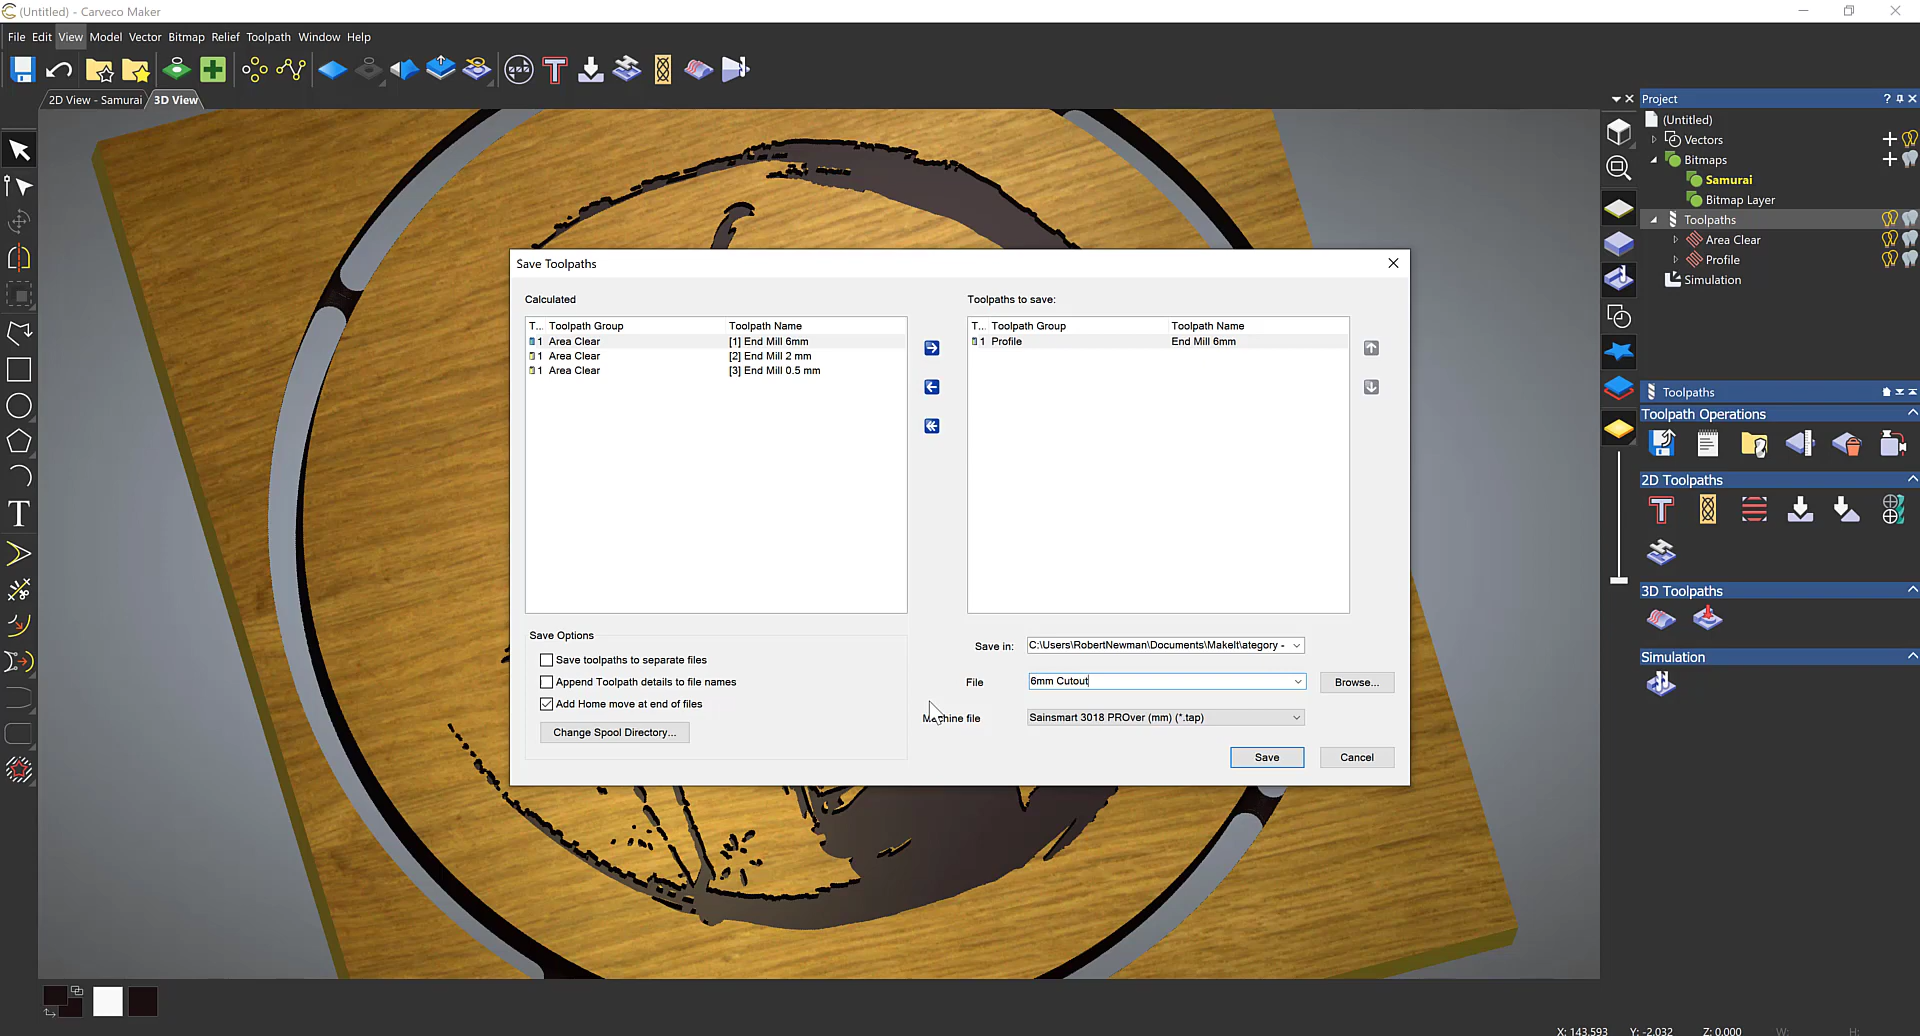 (Untitled) - Carveco Maker
File Edit View Model Vector Bitmap Relief Toolpath Window Help
2D View - Samurai
3D View
Project
(Untitled)
Vectors
Bitmaps
Samurai
Bitmap Layer
Toolpaths
Area Clear
Profile
Simulation
Save Toolpaths
Calculated
T... Toolpath Group Toolpath Name
1 Area Clear [1] End Mill 6mm
1 Area Clear [2] End Mill 2 mm
1 Area Clear [3] End Mill 0.5 mm
Toolpaths to save:
T... Toolpath Group Toolpath Name
1 Profile End Mill 6mm
Save Options
Save toolpaths to separate files
Append Toolpath details to file names
Add Home move at end of files
Change Spool Directory...
Save in: C:\Users\RobertNewman\Documents\MakeIt\ategory -
File 6mm Cutout Browse...
Machine file Sainsmart 3018 PROver (mm) (*.tap)
Save Cancel
Toolpaths
Toolpath Operations
2D Toolpaths
3D Toolpaths
Simulation
X: 143.593 Y: -2.032 Z: 0.000 W: H: